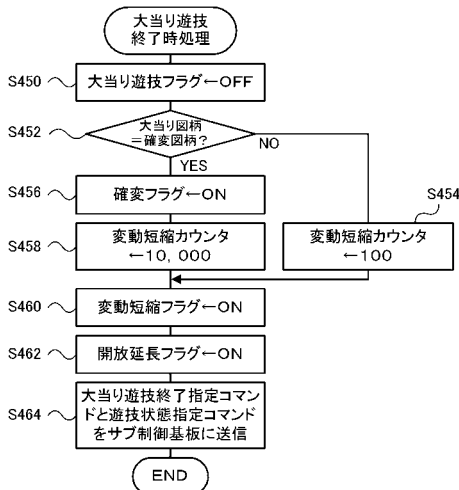 大当り遊技
終了時処理
S450
大当り遊技フラグ←OFF
S452
大当り図柄
＝確変図柄？
NO
YES
S454
S456
確変フラグ←ON
S458
変動短縮カウンタ
←10，000
変動短縮カウンタ
←100
S460
変動短縮フラグ←ON
S462
開放延長フラグ←ON
S464
大当り遊技終了指定コマン
ドと遊技状態指定コマンド
をサブ制御基板に送信
END